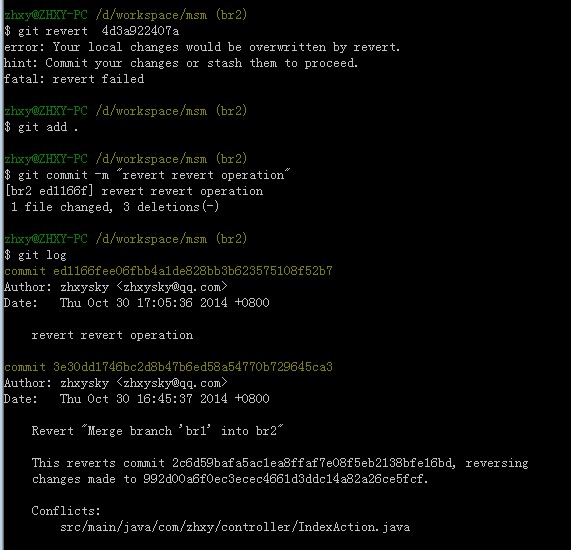 zhxy@ZHXY-PC /d/workspace/msm (br2)
$ git revert  4d3a922407a
error: Your local changes would be overwritten by revert.
hint: Commit your changes or stash them to proceed.
fatal: revert failed
zhxy@ZHXY-PC /d/workspace/msm (br2)
$ git add .
zhxy@ZHXY-PC /d/workspace/msm (br2)
$ git commit -m "revert revert operation"
[br2 ed1166f] revert revert operation
 1 file changed, 3 deletions(-)
zhxy@ZHXY-PC /d/workspace/msm (br2)
$ git log
commit ed1166fee06fbb4a1de828bb3b623575108f52b7
Author: zhxysky <zhxysky@qq.com>
Date:   Thu Oct 30 17:05:36 2014 +0800
    revert revert operation
commit 3e30dd1746bc2d8b47b6ed58a54770b729645ca3
Author: zhxysky <zhxysky@qq.com>
Date:   Thu Oct 30 16:45:37 2014 +0800
    Revert "Merge branch 'br1' into br2"
    This reverts commit 2c6d59bafa5ac1ea8ffaf7e08f5eb2138bfe16bd, reversing
    changes made to 992d00a6f0ec3ecec4661d3ddc14a82a26ce5fcf.
    Conflicts:
        src/main/java/com/zhxy/controller/IndexAction.java